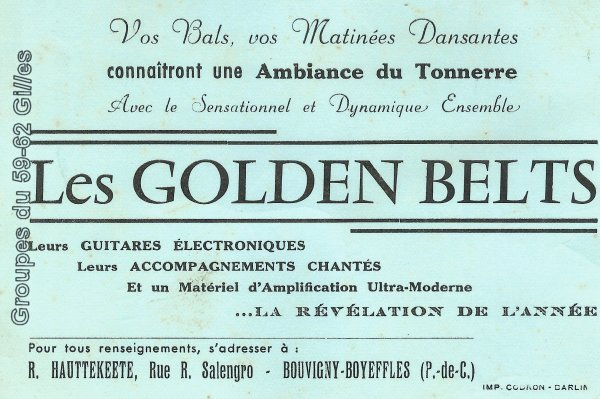 Vos Bals, vos Matinées Dansantes
connaîtront une Ambiance du Tonnerre
Avec le Sensationnel et Dynamique Ensemble
Les GOLDEN BELTS
Leurs GUITARES ÉLECTRONIQUES
Leurs ACCOMPAGNEMENTS CHANTÉS
Et un Matériel d'Amplification Ultra-Moderne
...LA RÉVÉLATION DE L'ANNÉE
Pour tous renseignements, s'adresser à :
R. HAUTTEKEETE, Rue R. Salengro - BOUVIGNY-BOYEFFLES (P.-de-C.)
IMP. CODRON - BARLIN
Groupes du 59-62 Gilles